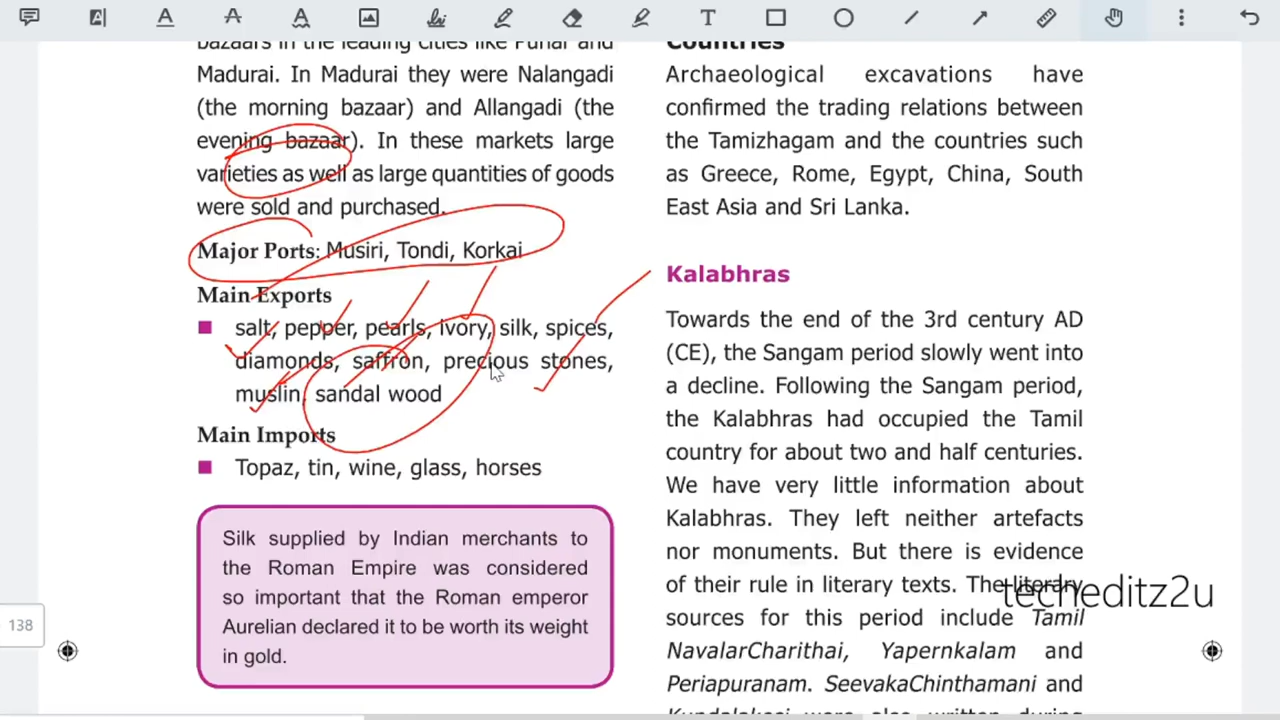 bazaars in the leading cities like Puhar and
Madurai. In Madurai they were Nalangadi
(the morning bazaar) and Allangadi (the
evening bazaar). In these markets large
varieties as well as large quantities of goods
were sold and purchased.
Major Ports: Musiri, Tondi, Korkai
Main Exports
salt, pepper, pearls, ivory, silk, spices,
diamonds, saffron, precious stones,
muslin, sandal wood
Main Imports
Topaz, tin, wine, glass, horses
Silk supplied by Indian merchants to
the Roman Empire was considered
so important that the Roman emperor
Aurelian declared it to be worth its weight
in gold.
138
Countries
Archaeological excavations have
confirmed the trading relations between
the Tamizhagam and the countries such
as Greece, Rome, Egypt, China, South
East Asia and Sri Lanka.
Kalabhras
Towards the end of the 3rd century AD
(CE), the Sangam period slowly went into
a decline. Following the Sangam period,
the Kalabhras had occupied the Tamil
country for about two and half centuries.
We have very little information about
Kalabhras. They left neither artefacts
nor monuments. But there is evidence
of their rule in literary texts. The literary
sources for this period include Tamil
NavalarCharithai, Yapernkalam and
Periapuranam. SeevakaChinthamani and
Kundalakesi were also written during
techeditz2u